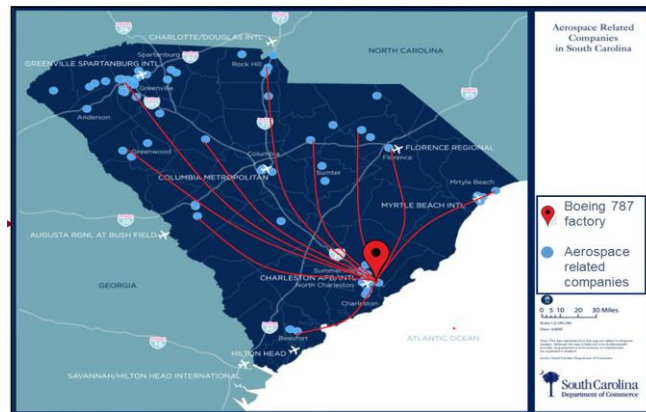 Aerospace Related
Companies
in South Carolina
CHARLOTTE/DOUGLAS INTL
NORTH CAROLINA
Spartanburg
GREENVILLE SPARTANBURG INTL
Rock Hill
Greenville
Anderson
Greenwood
Columbia
COLUMBIA METROPOLITAN
Sumter
FLORENCE REGIONAL
Florence
Mrtyle Beach
MYRTLE BEACH INTL
AUGUSTA RGNL AT BUSH FIELD
GEORGIA
CHARLESTON AFB/INTL
North Charleston
Charleston
Beaufort
HILTON HEAD
SAVANNAH/HILTON HEAD INTERNATIONAL
ATLANTIC OCEAN
Boeing 787
factory
Aerospace
related
companies
0 5 10 20 30 Miles
South Carolina
Department of Commerce